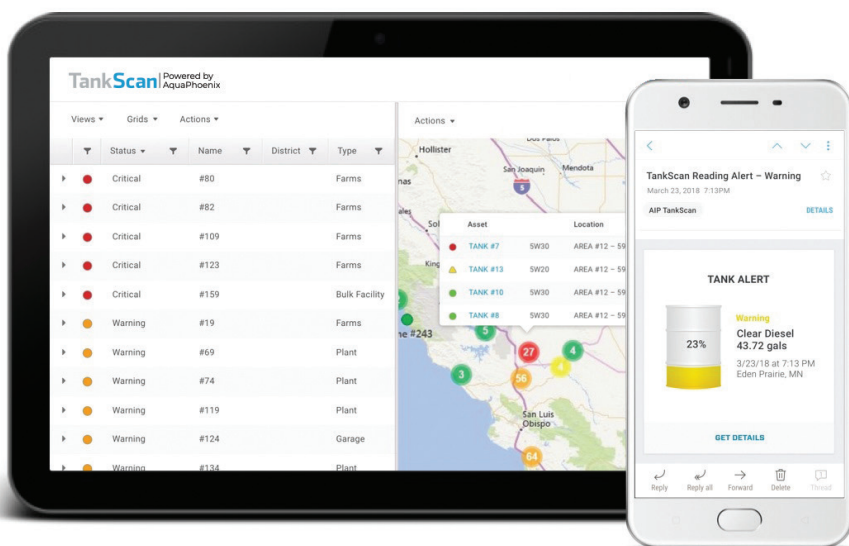 TankScan Powered by
AquaPhoenix
Views Grids Actions
Status Name District Type
Critical #80 Farms
Critical #82 Farms
Critical #109 Farms
Critical #123 Farms
Critical #159 Bulk Facility
Warning #19 Farms
Warning #69 Plant
Warning #74 Plant
Warning #119 Plant
Warning #124 Garage
Warning #134 Plant
Actions
Hollister
San Joaquin
Mendota
5
Asset Location
TANK #7 5W30 AREA #12 – 59
TANK #13 5W20 AREA #12 – 59
TANK #10 5W30 AREA #12 – 59
TANK #8 5W30 AREA #12 – 59
#243
5
27
4
4
3
56
San Luis
Obispo
64
TankScan Reading Alert – Warning
March 23, 2018 7:13PM
AIP TankScan DETAILS
TANK ALERT
23%
Warning
Clear Diesel
43.72 gals
3/23/18 at 7:13 PM
Eden Prairie, MN
GET DETAILS
Reply Reply all Forward Delete Thread